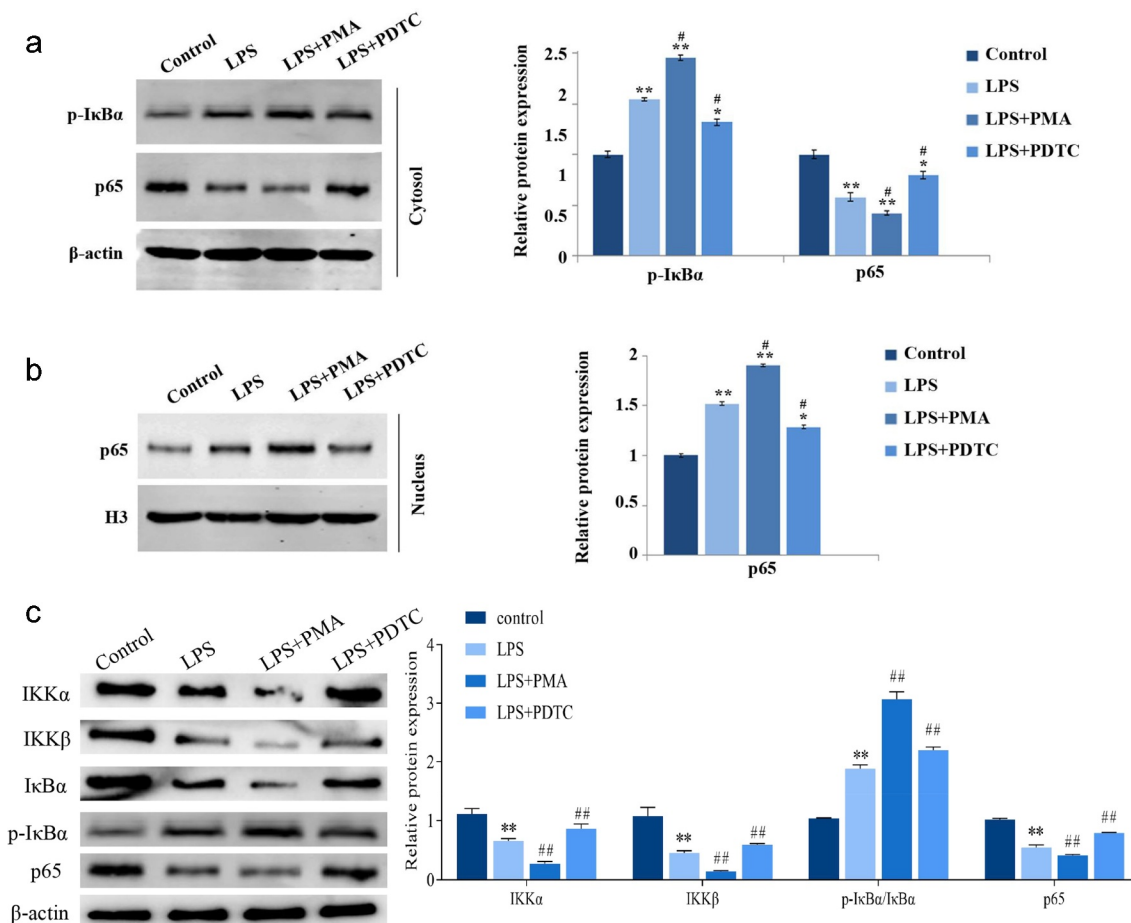 a
Control
LPS
LPS+PMA
LPS+PDTC
p-IκBα
p65
β-actin
Cytosol
Relative protein expression
2.5
2
1.5
1
0.5
0
**
#
**
#
*
**
#
**
#
*
p-IκBα
p65
Control
LPS
LPS+PMA
LPS+PDTC
b
Control
LPS
LPS+PMA
LPS+PDTC
p65
H3
Nucleus
Relative protein expression
2
1.5
1
0.5
0
**
#
**
#
*
p65
Control
LPS
LPS+PMA
LPS+PDTC
c
Control
LPS
LPS+PMA
LPS+PDTC
IKKα
IKKβ
IκBα
p-IκBα
p65
β-actin
control
LPS
LPS+PMA
LPS+PDTC
Relative protein expression
4
3
2
1
0
**
##
##
**
##
##
**
##
##
**
##
##
IKKα
IKKβ
p-IκBα/IκBα
p65